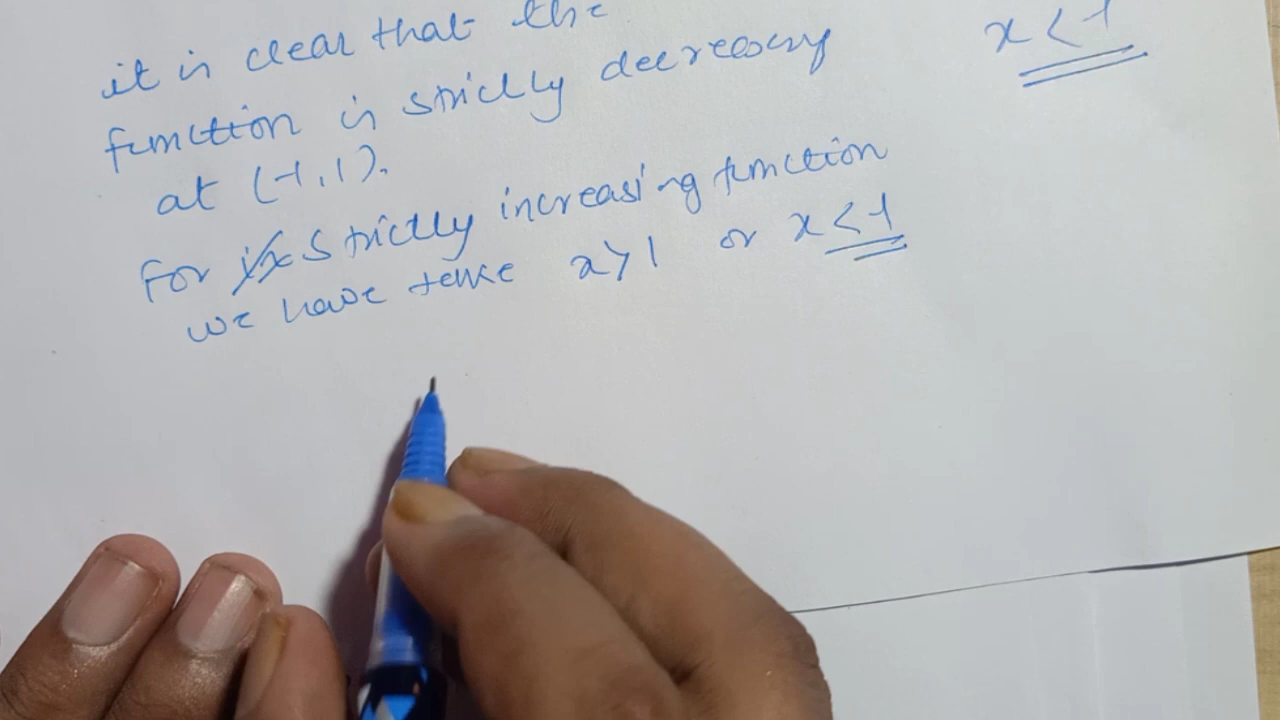 it is clear that the
x < -1
function is strictly decreasing
at (-1, 1).
For strictly increasing function
we have x > 1 or x < -1